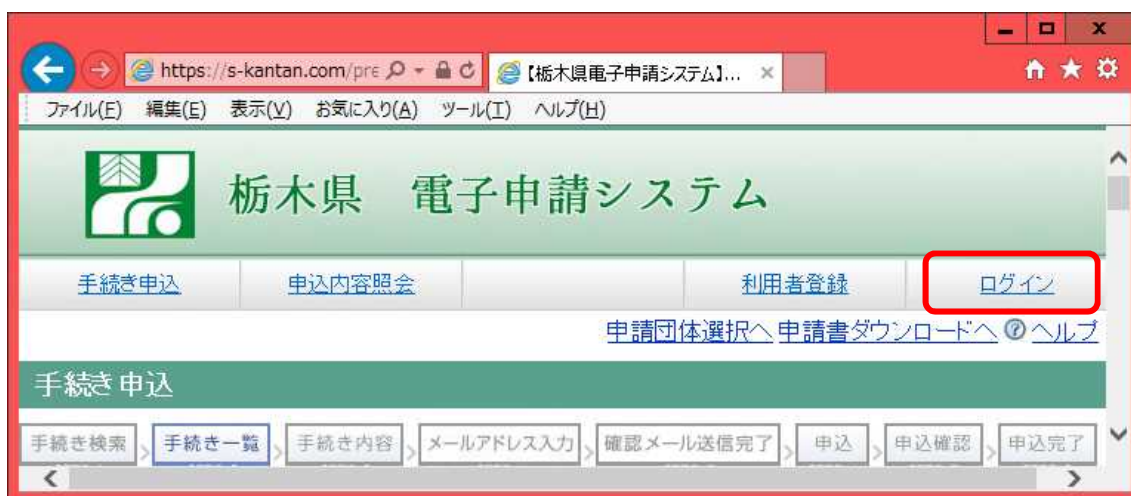 https://s-kantan.com/pre
【栃木県電子申請システム】... ×
ファイル(F) 編集(E) 表示(V) お気に入り(A) ツール(T) ヘルプ(H)
栃木県 電子申請システム
手続き申込 申込内容照会 利用者登録 ログイン
申請団体選択へ 申請書ダウンロードへ ヘルプ
手続き申込
手続き検索 > 手続き一覧 > 手続き内容 > メールアドレス入力 > 確認メール送信完了 > 申込 > 申込確認 > 申込完了